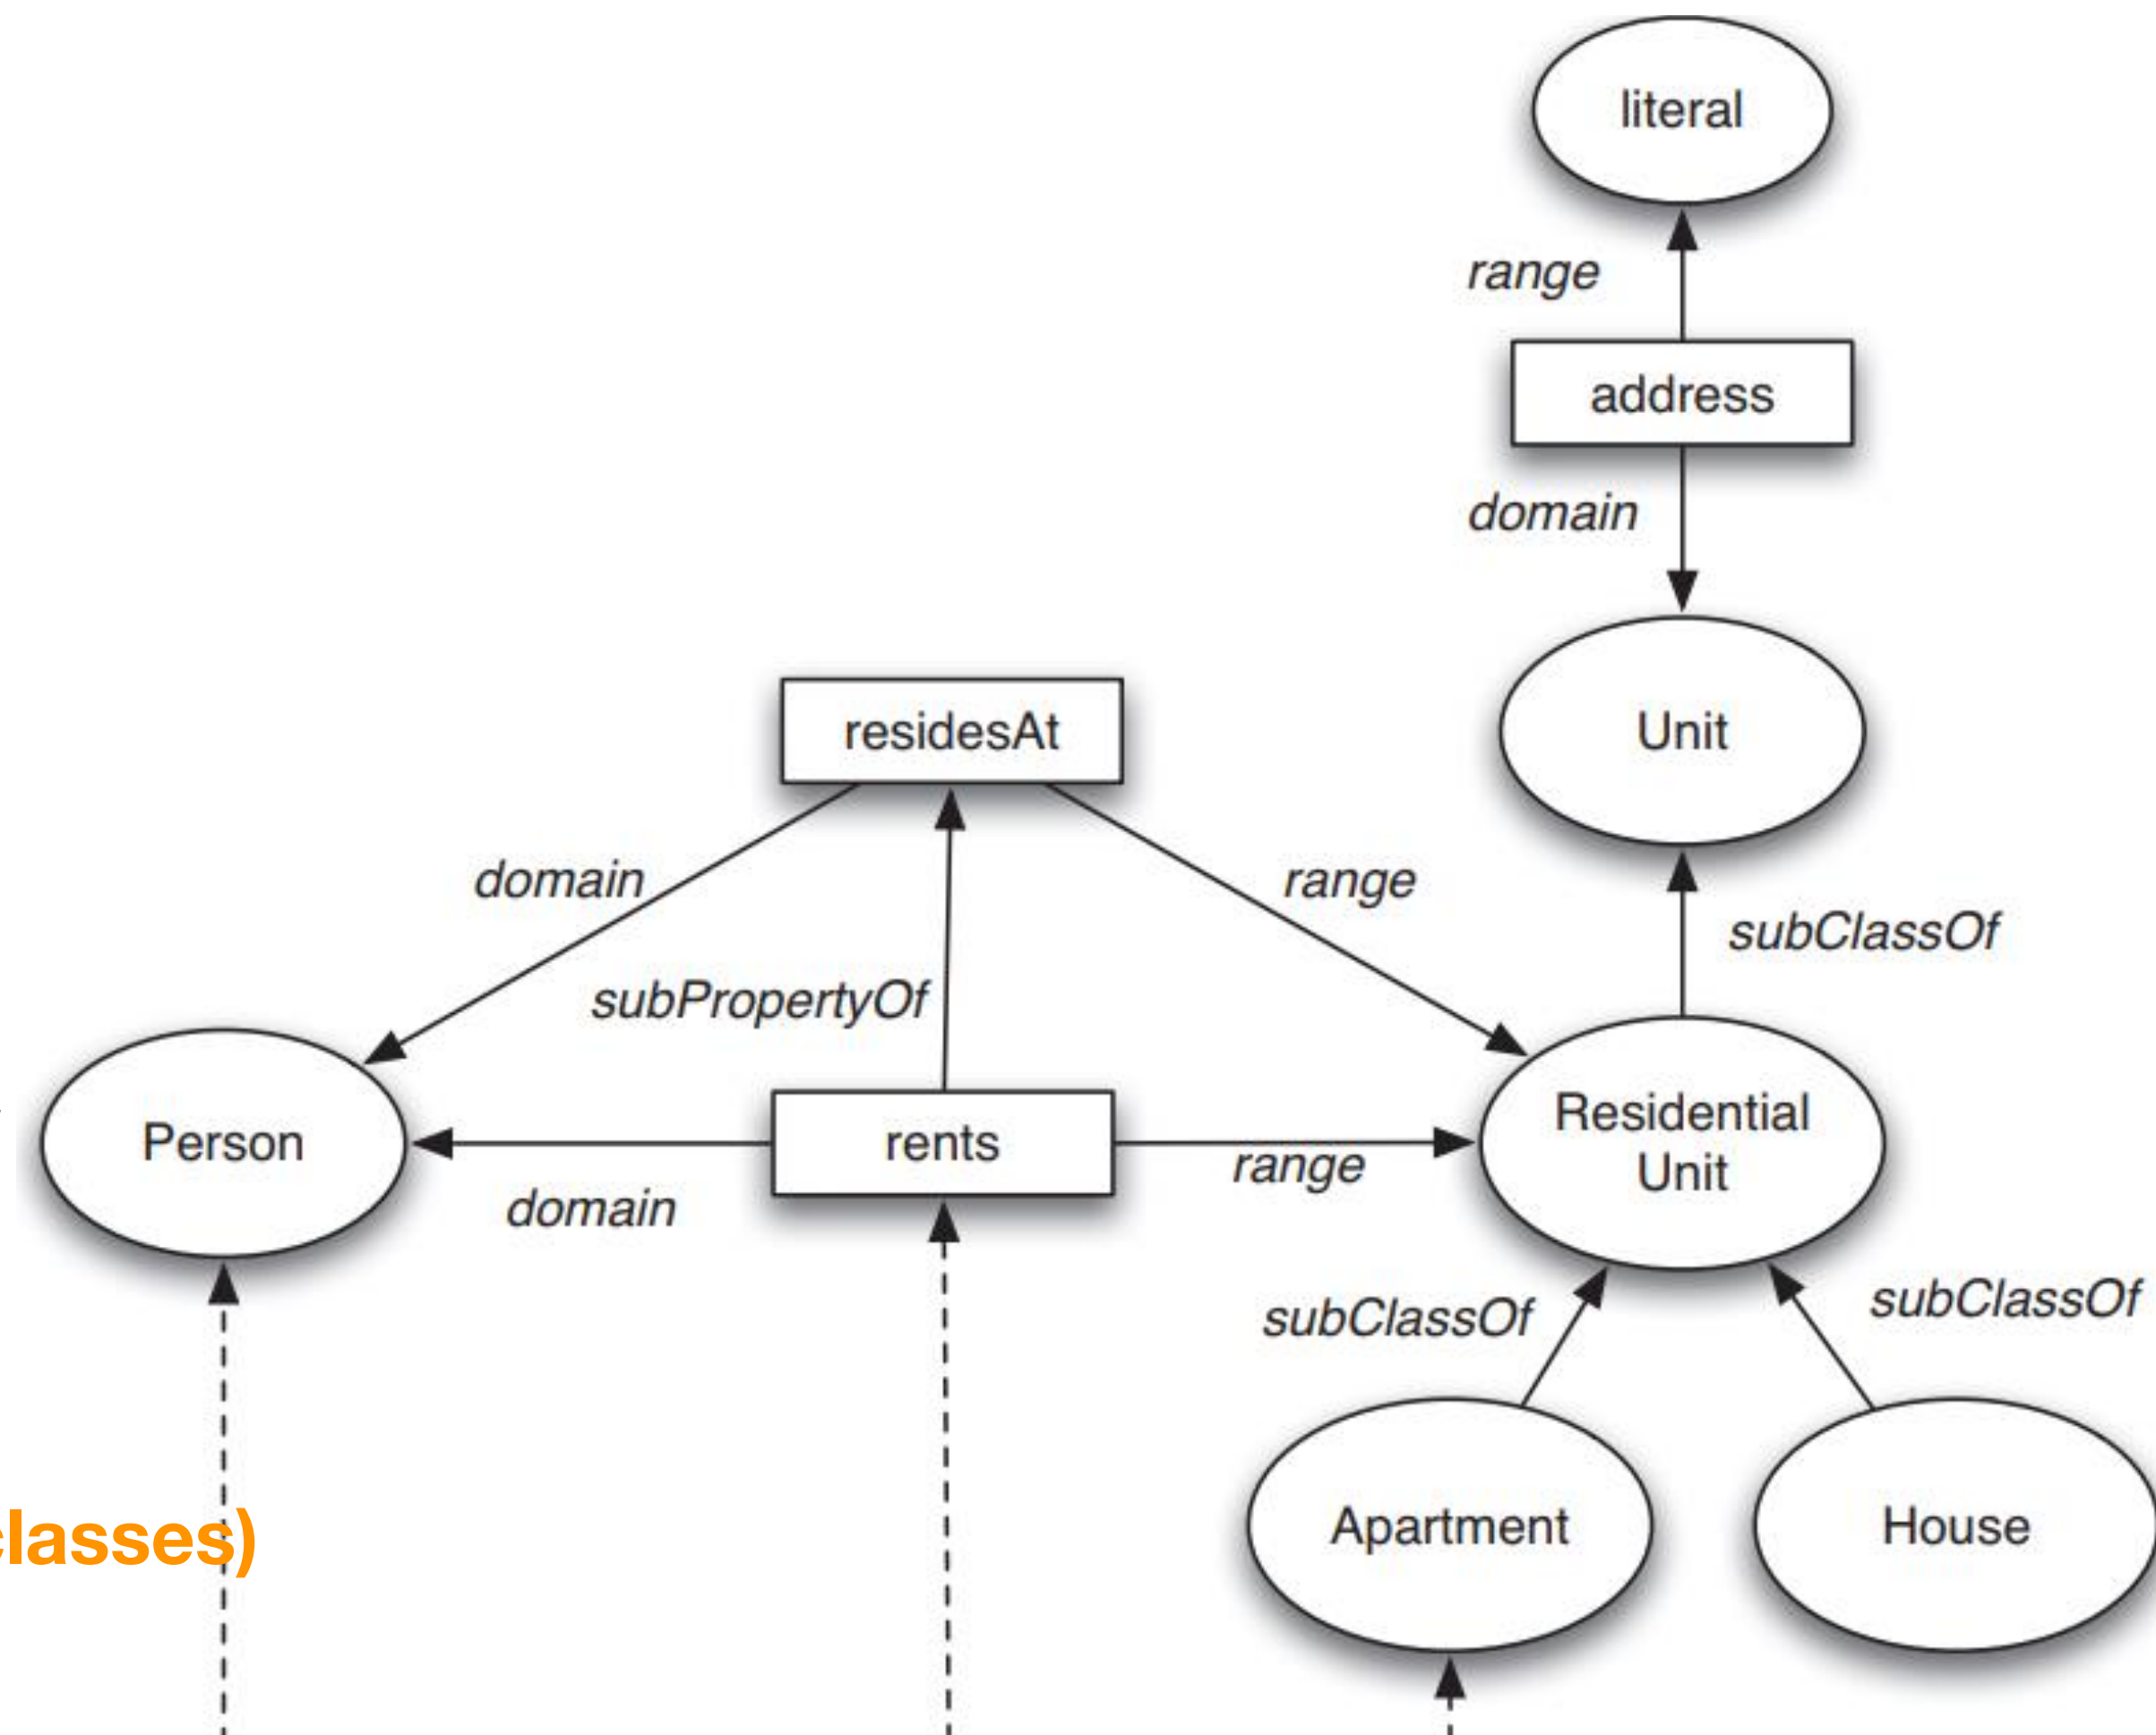 literal
range
address
domain
residesAt
Unit
domain
range
subClassOf
subPropertyOf
Person
rents
Residential
Unit
range
domain
subClassOf
subClassOf
Apartment
House
classes)